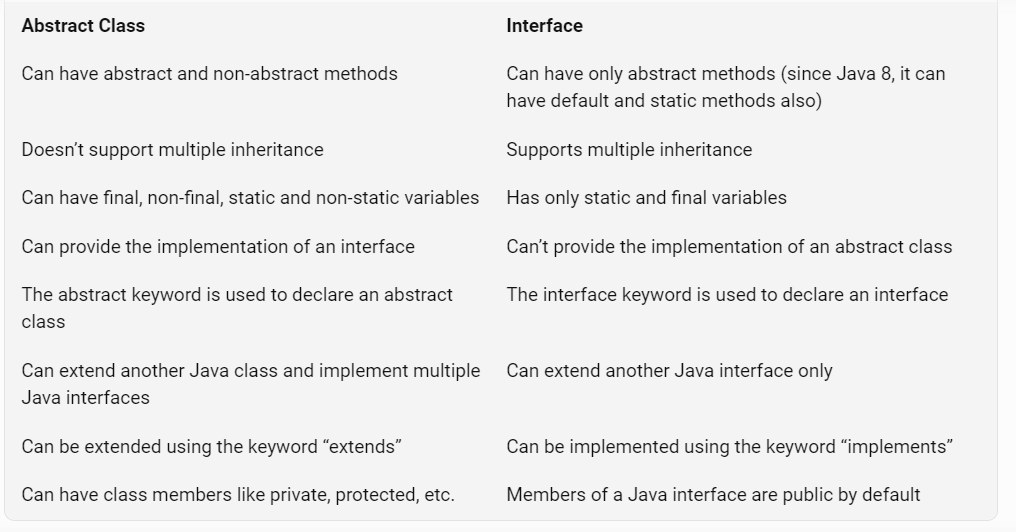 Abstract Class
Interface
Can have abstract and non-abstract methods
Can have only abstract methods (since Java 8, it can
have default and static methods also)
Doesn’t support multiple inheritance
Supports multiple inheritance
Can have final, non-final, static and non-static variables
Has only static and final variables
Can provide the implementation of an interface
Can’t provide the implementation of an abstract class
The abstract keyword is used to declare an abstract
class
The interface keyword is used to declare an interface
Can extend another Java class and implement multiple
Java interfaces
Can extend another Java interface only
Can be extended using the keyword “extends”
Can be implemented using the keyword “implements”
Can have class members like private, protected, etc.
Members of a Java interface are public by default